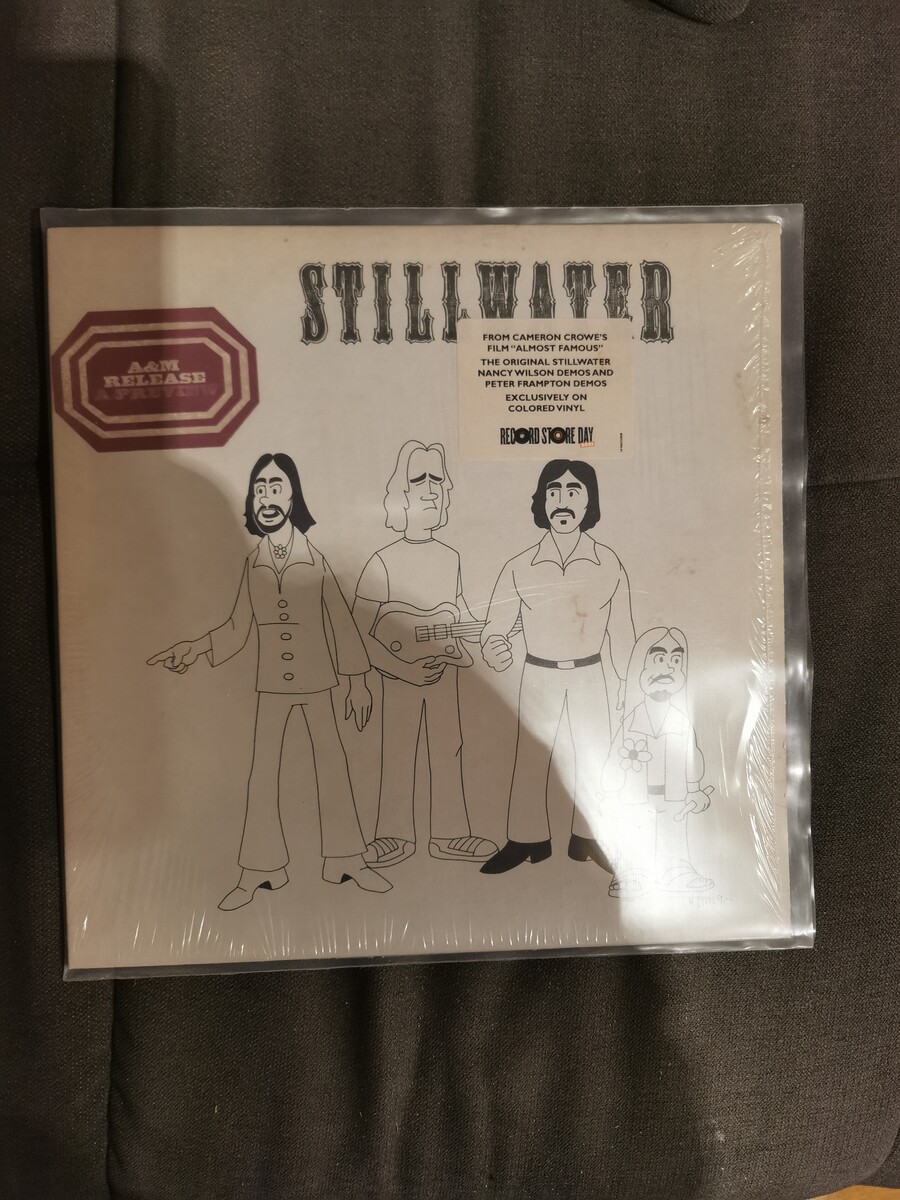 STILLWATER
A&M
RELEASE
A PREVIEW
FROM CAMERON CROWE'S
FILM "ALMOST FAMOUS"
THE ORIGINAL STILLWATER
NANCY WILSON DEMOS AND
PETER FRAMPTON DEMOS
EXCLUSIVELY ON
COLORED VINYL
RECORD STORE DAY